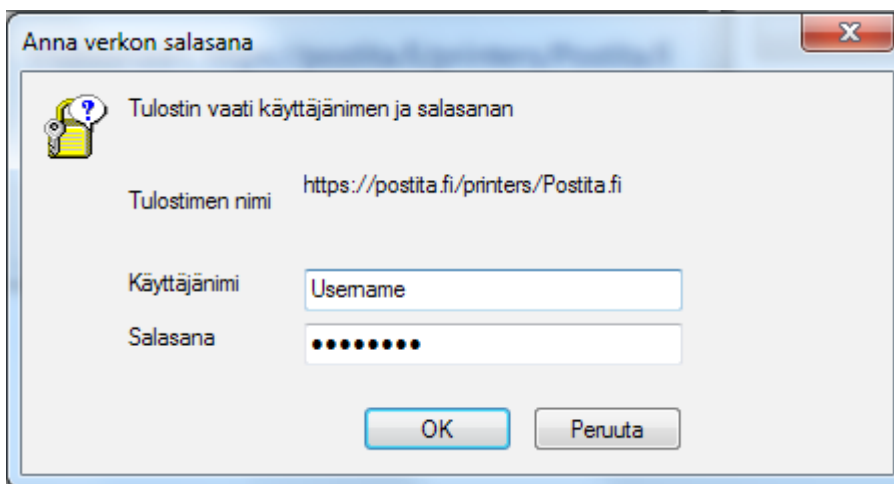 Anna verkon salasana
Tulostin vaati käyttäjänimen ja salasanan
Tulostimen nimi https://postita.fi/printers/Postita.fi
Käyttäjänimi Username
Salasana ••••••••
OK Peruuta